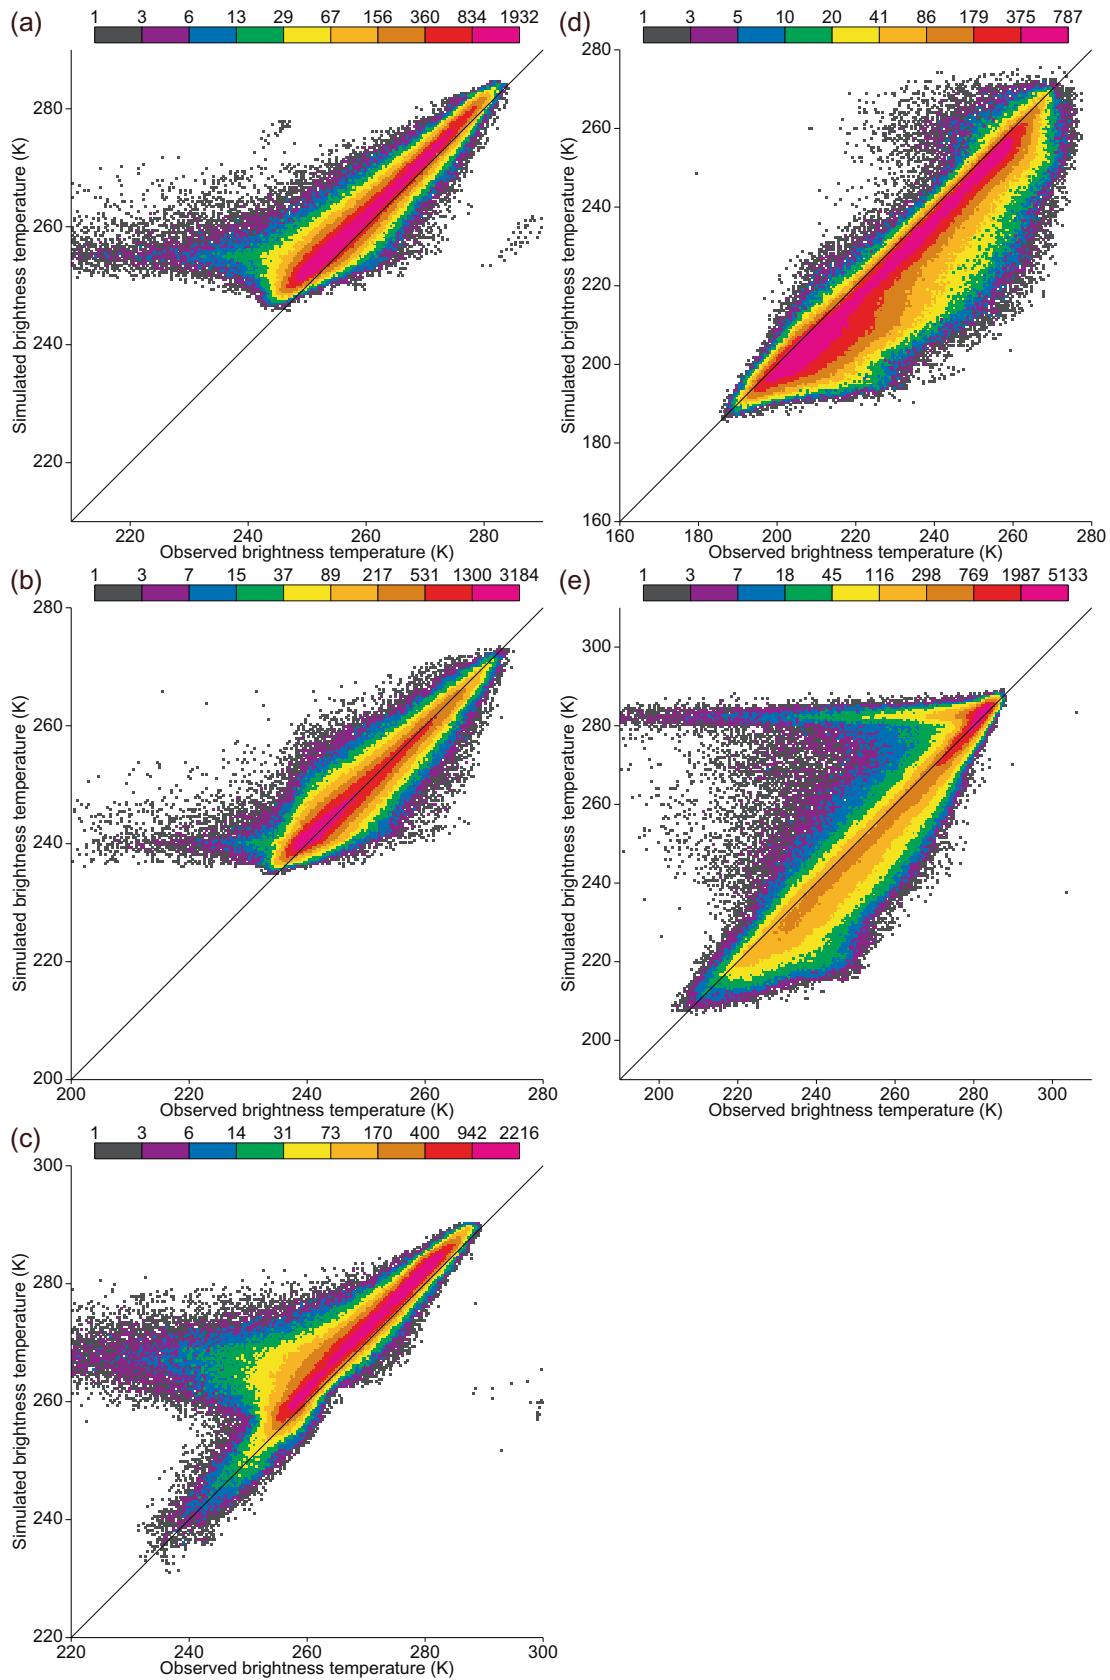 (a)
1 3 6 13 29 67 156 360 834 1932
280
260
240
220
Simulated brightness temperature (K)
220 240 260 280
Observed brightness temperature (K)
(d)
1 3 5 10 20 41 86 179 375 787
280
260
240
220
200
180
160
Simulated brightness temperature (K)
160 180 200 220 240 260 280
Observed brightness temperature (K)
(b)
1 3 7 15 37 89 217 531 1300 3184
280
260
240
220
200
Simulated brightness temperature (K)
200 220 240 260 280
Observed brightness temperature (K)
(e)
1 3 7 18 45 116 298 769 1987 5133
300
280
260
240
220
200
Simulated brightness temperature (K)
200 220 240 260 280 300
Observed brightness temperature (K)
(c)
1 3 6 14 31 73 170 400 942 2216
300
280
260
240
220
Simulated brightness temperature (K)
220 240 260 280 300
Observed brightness temperature (K)